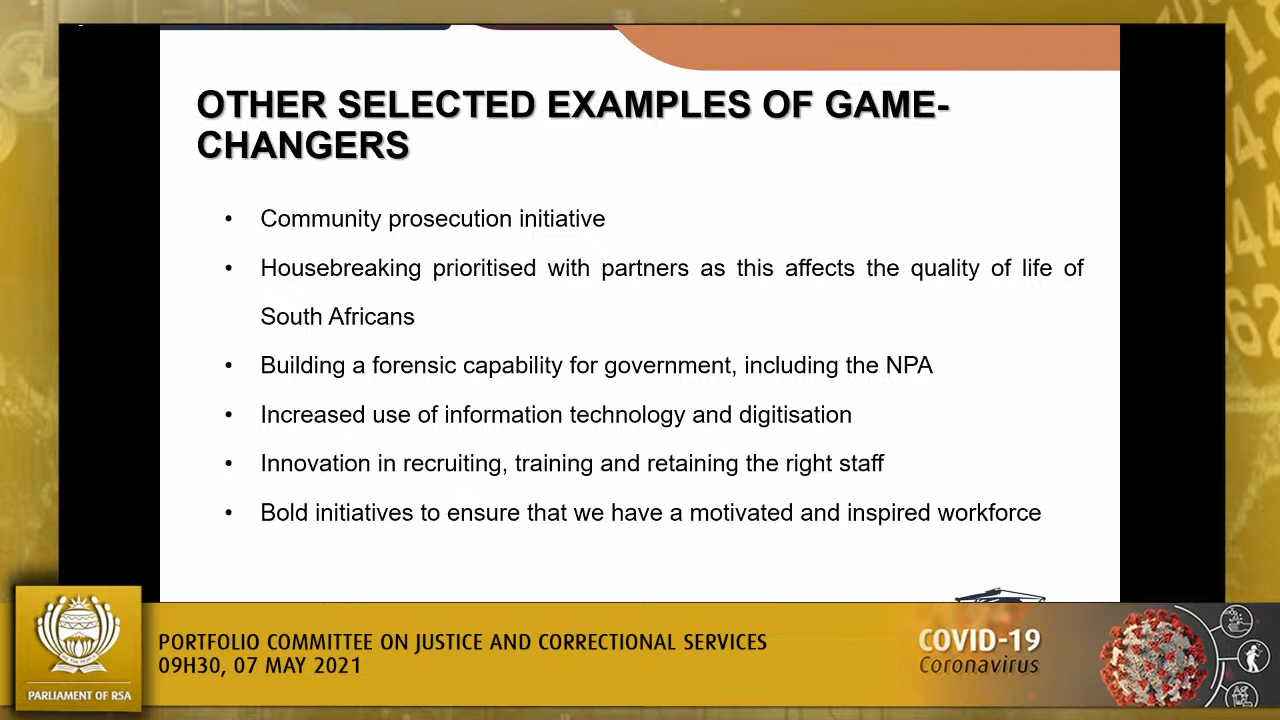 OTHER SELECTED EXAMPLES OF GAME-
CHANGERS
• Community prosecution initiative
• Housebreaking prioritised with partners as this affects the quality of life of
South Africans
• Building a forensic capability for government, including the NPA
• Increased use of information technology and digitisation
• Innovation in recruiting, training and retaining the right staff
• Bold initiatives to ensure that we have a motivated and inspired workforce
PORTFOLIO COMMITTEE ON JUSTICE AND CORRECTIONAL SERVICES
09H30, 07 MAY 2021
PARLIAMENT OF RSA
COVID-19
Coronavirus